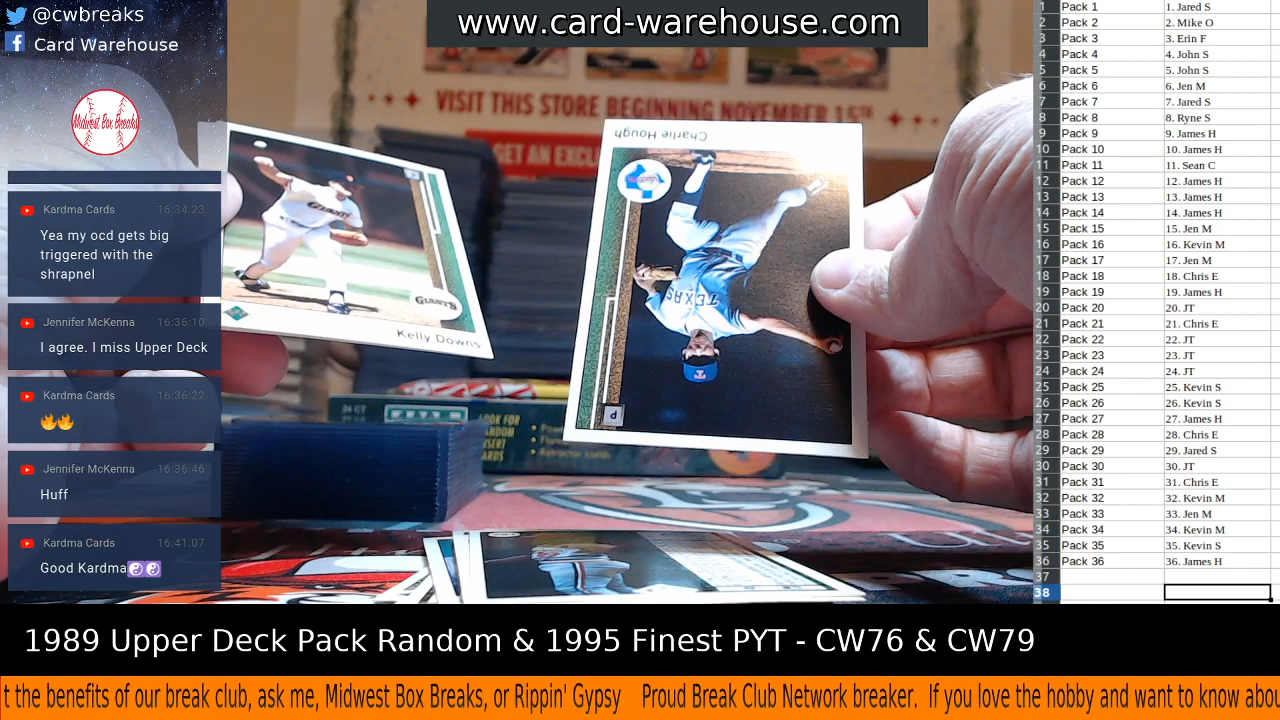 @cwbreaks
Card Warehouse
Midwest Box Breaks
www.card-warehouse.com
Kardma Cards 16:34:23
Yea my ocd gets big
triggered with the
shrapnel
Jennifer McKenna 16:36:10
I agree. I miss Upper Deck
Kardma Cards 16:36:22
🔥🔥
Jennifer McKenna 16:36:46
Huff
Kardma Cards 16:41:07
Good Kardma☯️☯️
VISIT THIS STORE BEGINNING NOVEMBER 15TH
GET AN EXCL
GIANTS
GIANTS
Kelly Downs
Charlie Hough
TEXAS
P
24 CT
LOOK FOR
RANDOM
INSERT
CARDS
Refractor cards
1 Pack 1 1. Jared S
2 Pack 2 2. Mike O
3 Pack 3 3. Erin F
4 Pack 4 4. John S
5 Pack 5 5. John S
6 Pack 6 6. Jen M
7 Pack 7 7. Jared S
8 Pack 8 8. Ryne S
9 Pack 9 9. James H
10 Pack 10 10. James H
11 Pack 11 11. Sean C
12 Pack 12 12. James H
13 Pack 13 13. James H
14 Pack 14 14. James H
15 Pack 15 15. Jen M
16 Pack 16 16. Kevin M
17 Pack 17 17. Jen M
18 Pack 18 18. Chris E
19 Pack 19 19. James H
20 Pack 20 20. JT
21 Pack 21 21. Chris E
22 Pack 22 22. JT
23 Pack 23 23. JT
24 Pack 24 24. JT
25 Pack 25 25. Kevin S
26 Pack 26 26. Kevin S
27 Pack 27 27. James H
28 Pack 28 28. Chris E
29 Pack 29 29. Jared S
30 Pack 30 30. JT
31 Pack 31 31. Chris E
32 Pack 32 32. Kevin M
33 Pack 33 33. Jen M
34 Pack 34 34. Kevin M
35 Pack 35 35. Kevin S
36 Pack 36 36. James H
37
38
1989 Upper Deck Pack Random & 1995 Finest PYT - CW76 & CW79
t the benefits of our break club, ask me, Midwest Box Breaks, or Rippin' Gypsy Proud Break Club Network breaker. If you love the hobby and want to know abou